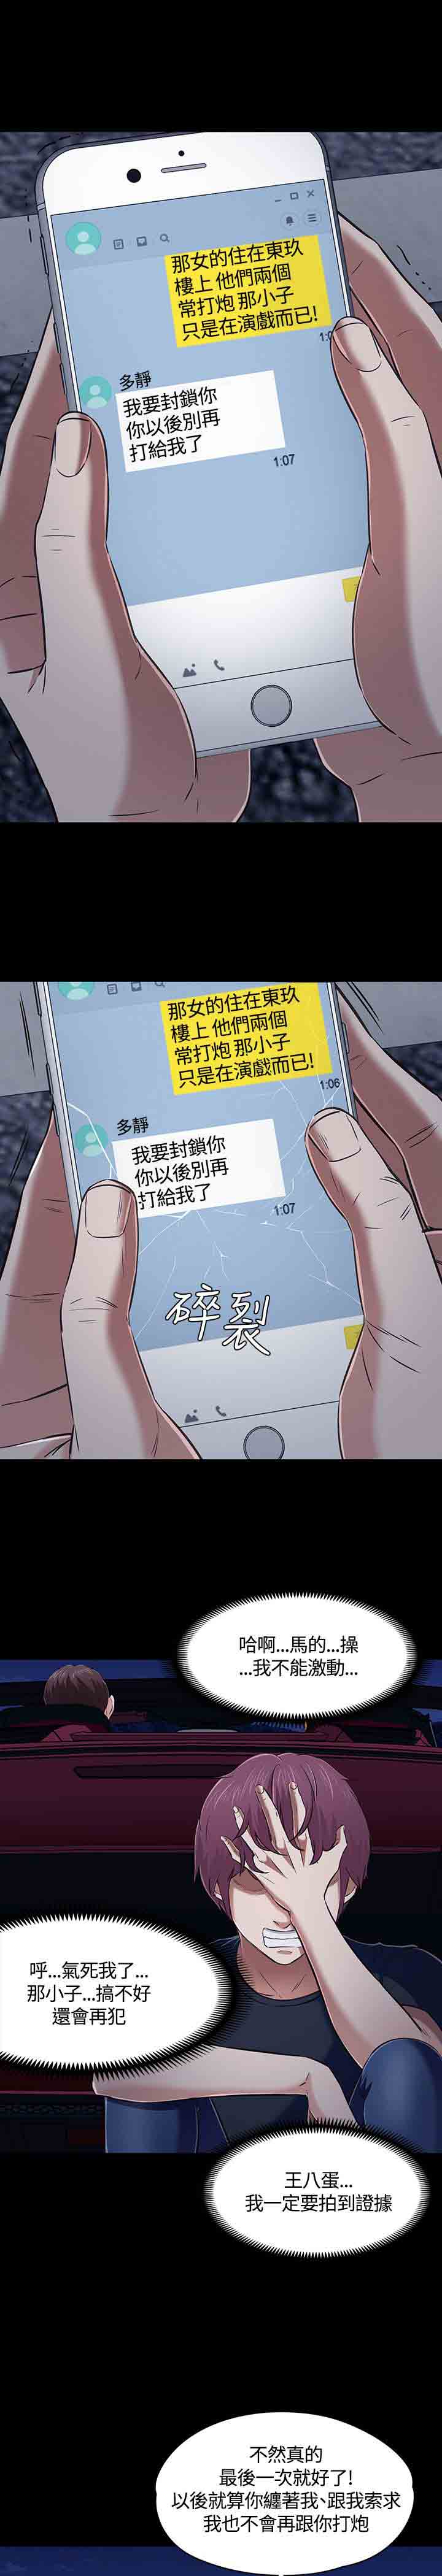 那女的住在東玖
樓上 他們兩個
常打炮 那小子
只是在演戲而已!
多靜
我要封鎖你
你以後別再
打給我了
1:07
那女的住在東玖
樓上 他們兩個
常打炮 那小子
只是在演戲而已!
1:06
多靜
我要封鎖你
你以後別再
打給我了
1:07
碎裂
哈啊...馬的...操
...我不能激動...
呼...氣死我了...
那小子...搞不好
還會再犯
王八蛋...
我一定要拍到證據
不然真的
最後一次就好了!
以後就算你纏著我、跟我索求
我也不會再跟你打炮